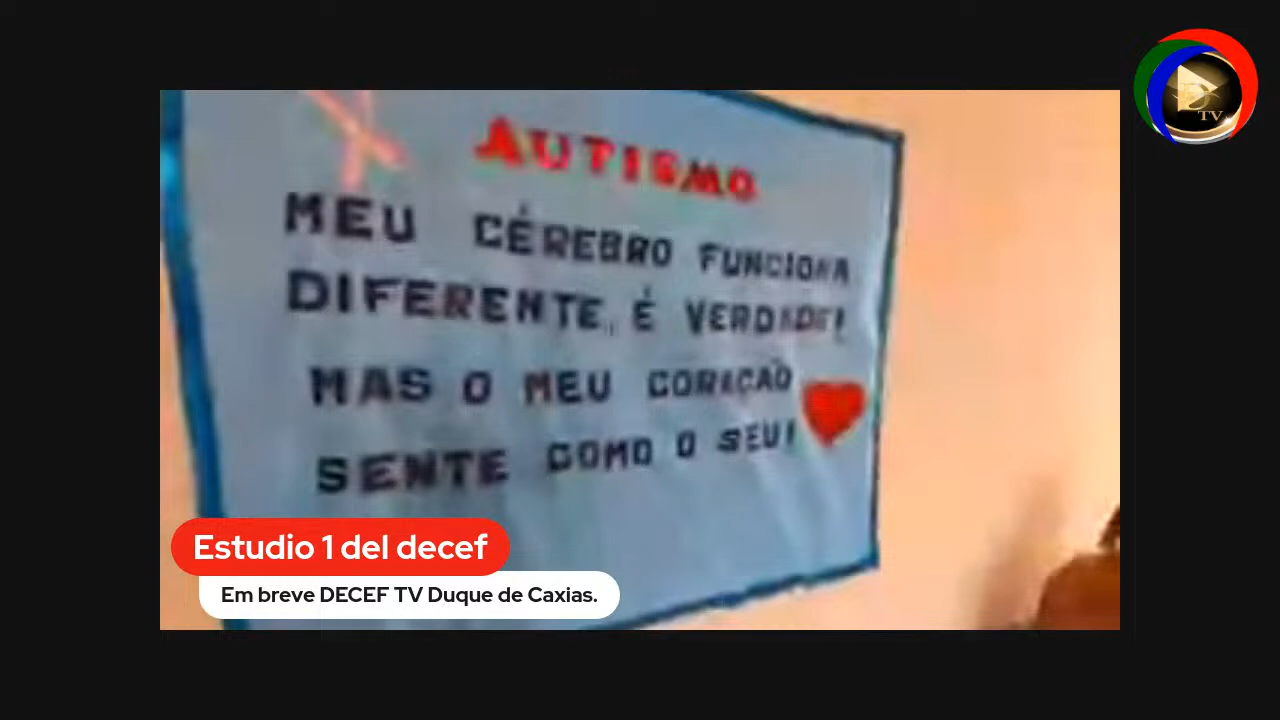 AUTISMO
MEU CÉREBRO FUNCIONA
DIFERENTE, É VERDADE!
MAS O MEU CORAÇÃO
SENTE COMO O SEU!
Estudio 1 del decef
Em breve DECEF TV Duque de Caxias.
D
TV